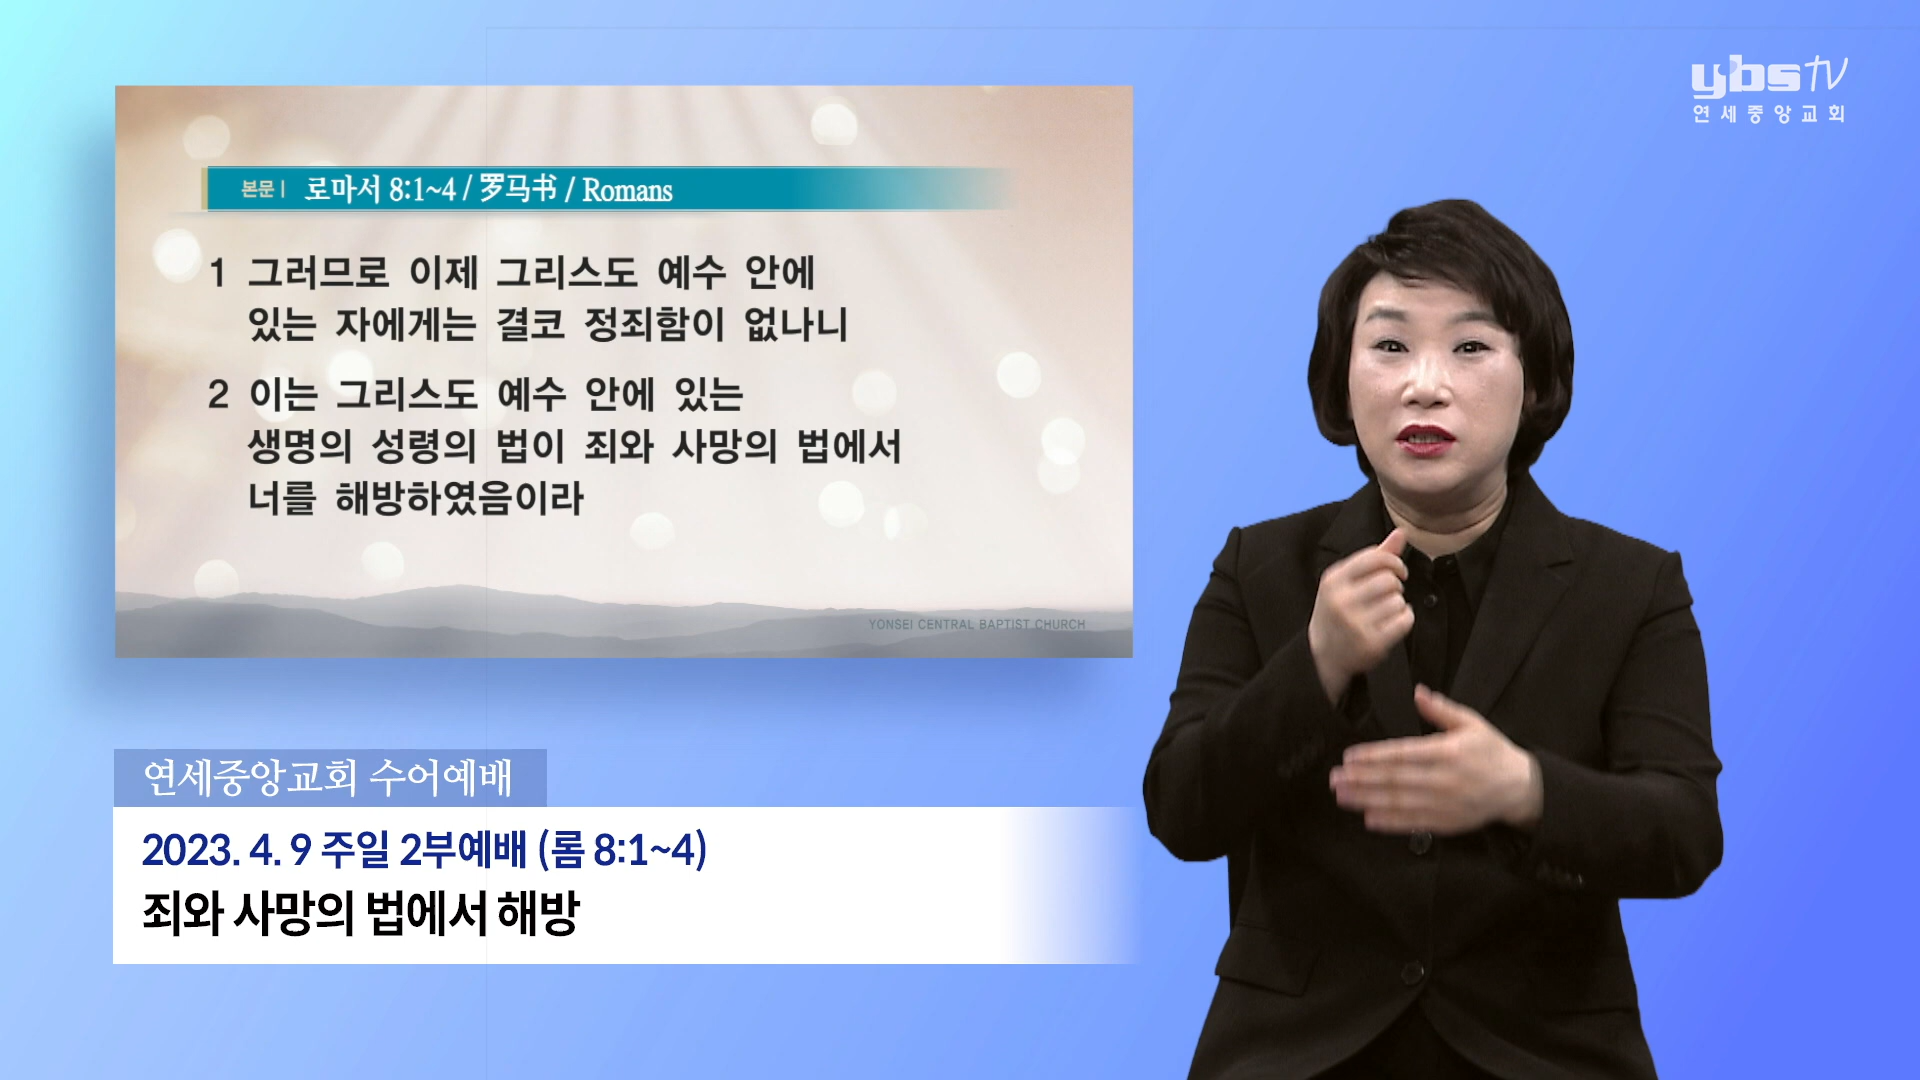 ybstv
연세중앙교회
본문 | 로마서 8:1~4 / 罗马书 / Romans
1 그러므로 이제 그리스도 예수 안에
있는 자에게는 결코 정죄함이 없나니
2 이는 그리스도 예수 안에 있는
생명의 성령의 법이 죄와 사망의 법에서
너를 해방하였음이라
YONSEI CENTRAL BAPTIST CHURCH
연세중앙교회 수어예배
2023. 4. 9 주일 2부예배 (롬 8:1~4)
죄와 사망의 법에서 해방